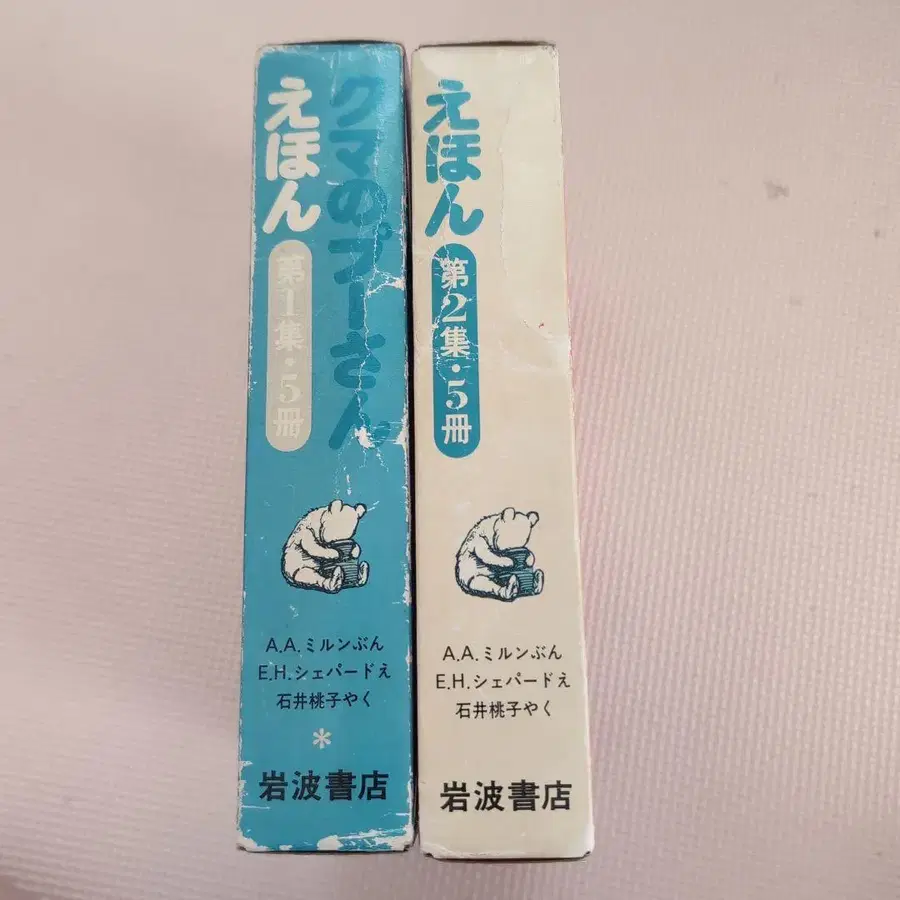 クマのプーさん
えほん
第1集・5冊
A.A.ミルンぶん
E.H.シェパードえ
石井桃子やく
*
岩波書店
えほん
第2集・5冊
A.A.ミルンぶん
E.H.シェパードえ
石井桃子やく
岩波書店